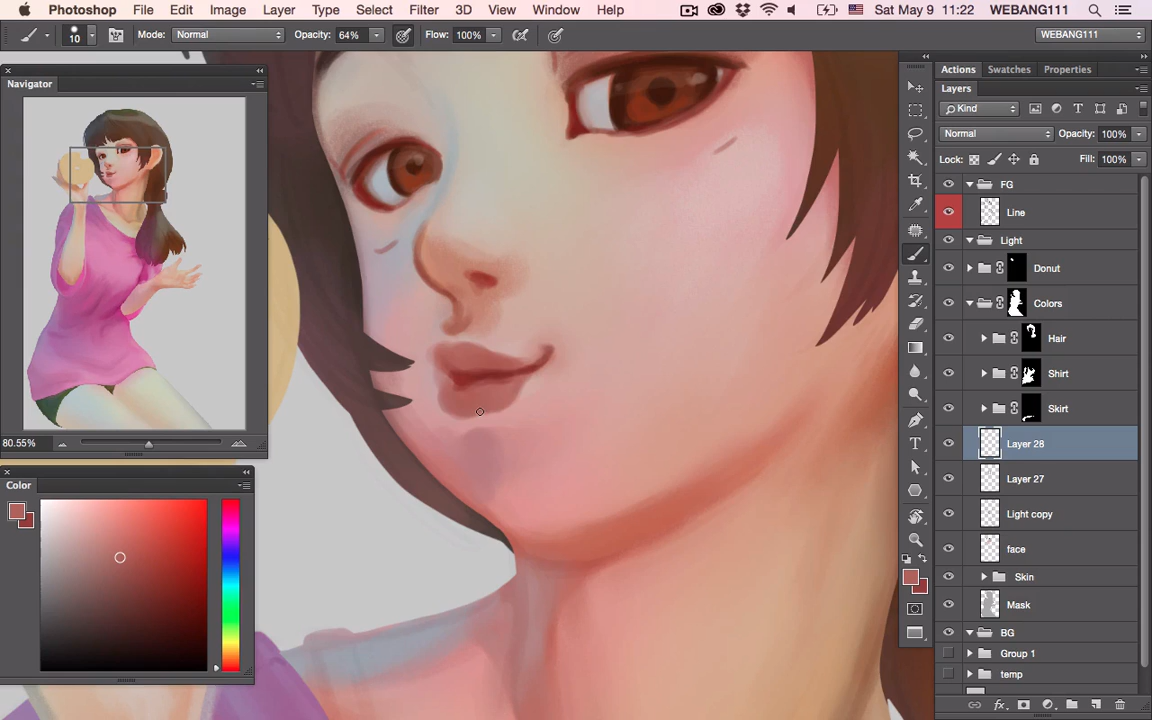 Photoshop File Edit Image Layer Type Select Filter 3D View Window Help Sat May 9 11:22 WEBANG111
10 Mode: Normal Opacity: 64% Flow: 100% WEBANG111
Navigator
80.55%
Color
Actions Swatches Properties
Layers
Kind
Normal Opacity: 100%
Lock: Fill: 100%
FG
Line
Light
Donut
Colors
Hair
Shirt
Skirt
Layer 28
Layer 27
Light copy
face
Skin
Mask
BG
Group 1
temp